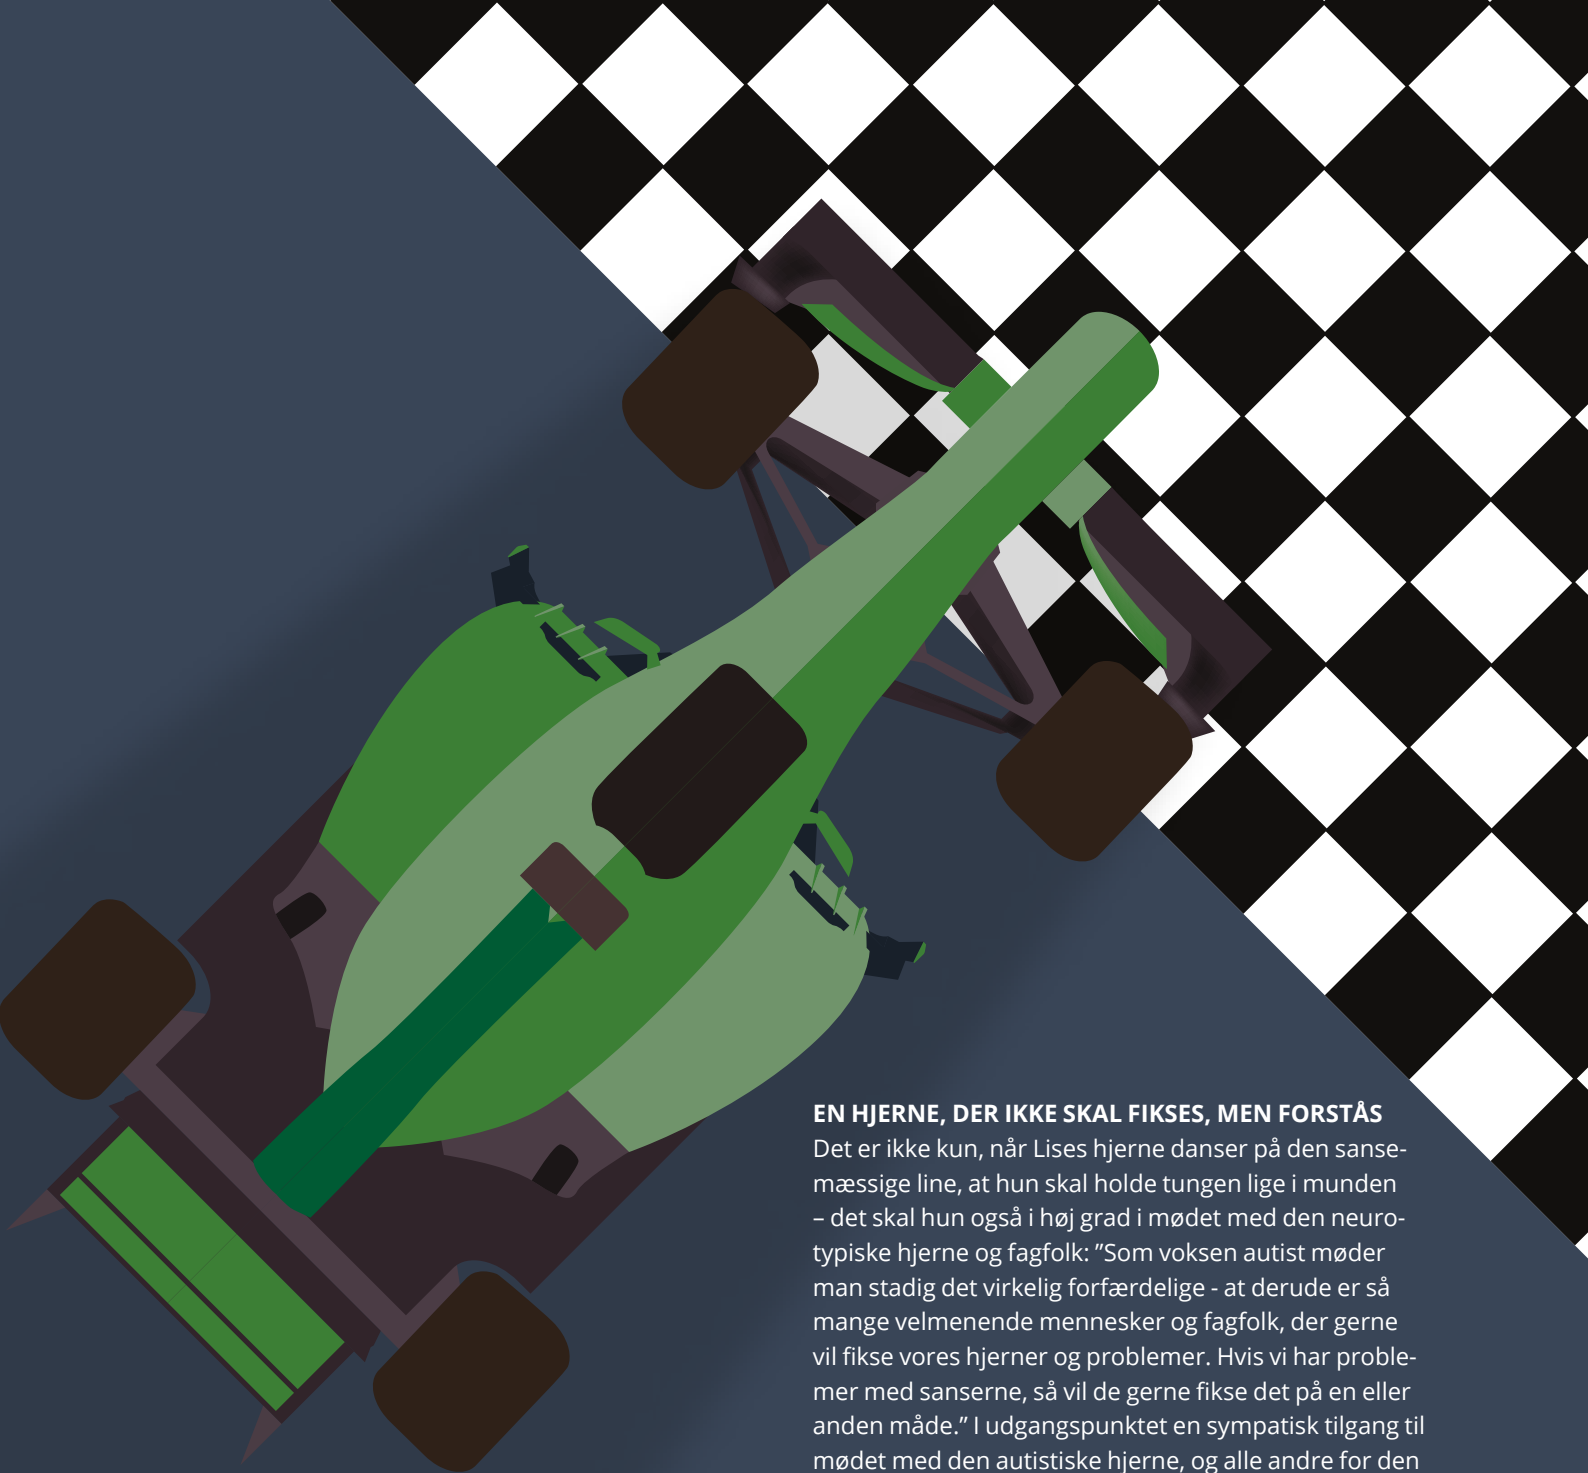 EN HJERNE, DER IKKE SKAL FIKSES, MEN FORSTÅS
Det er ikke kun, når Lises hjerne danser på den sanse-
mæssige line, at hun skal holde tungen lige i munden
– det skal hun også i høj grad i mødet med den neuro-
typiske hjerne og fagfolk: ”Som voksen autist møder
man stadig det virkelig forfærdelige - at derude er så
mange velmenende mennesker og fagfolk, der gerne
vil fikse vores hjerner og problemer. Hvis vi har proble-
mer med sanserne, så vil de gerne fikse det på en eller
anden måde.” I udgangspunktet en sympatisk tilgang til
mødet med den autistiske hjerne, og alle andre for den